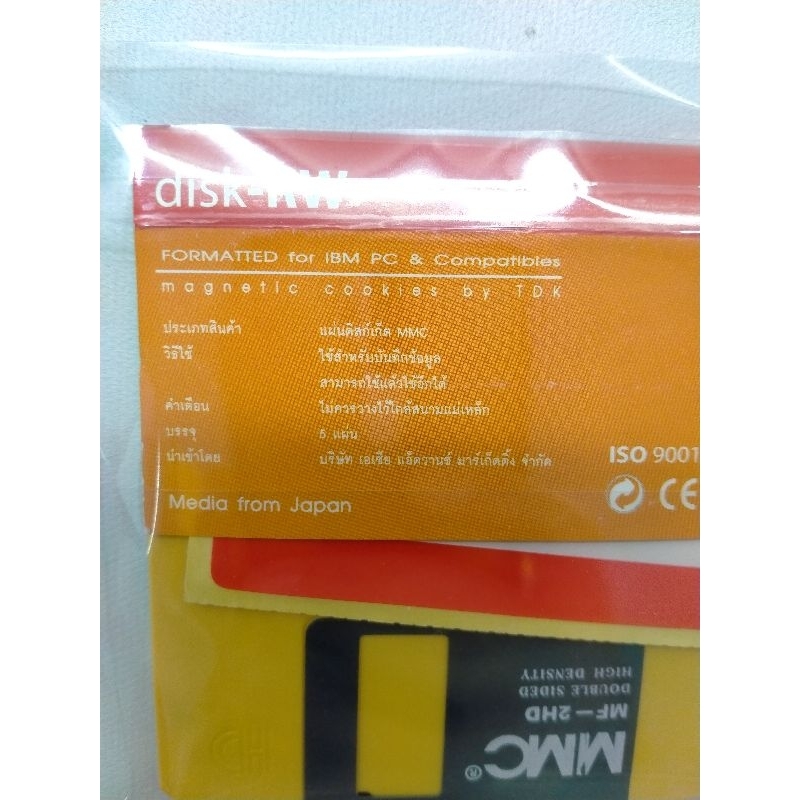 disk-RW
FORMATTED for IBM PC & Compatibles
magnetic cookies by TDK
ประเภทสินค้า แผ่นดิสก์เก็ต MMC
วิธีใช้ ใช้สำหรับบันทึกข้อมูล
สามารถใช้แล้วใช้อีกได้
คำเตือน ไม่ควรวางไว้ใกล้สนามแม่เหล็ก
บรรจุ 5 แผ่น
นำเข้าโดย บริษัท เอเซีย แอ็ดวานซ์ มาร์เก็ตติ้ง จำกัด
ISO 9001
CE
Media from Japan
MMC®
MF-2HD
DOUBLE SIDED
HIGH DENSITY
HD